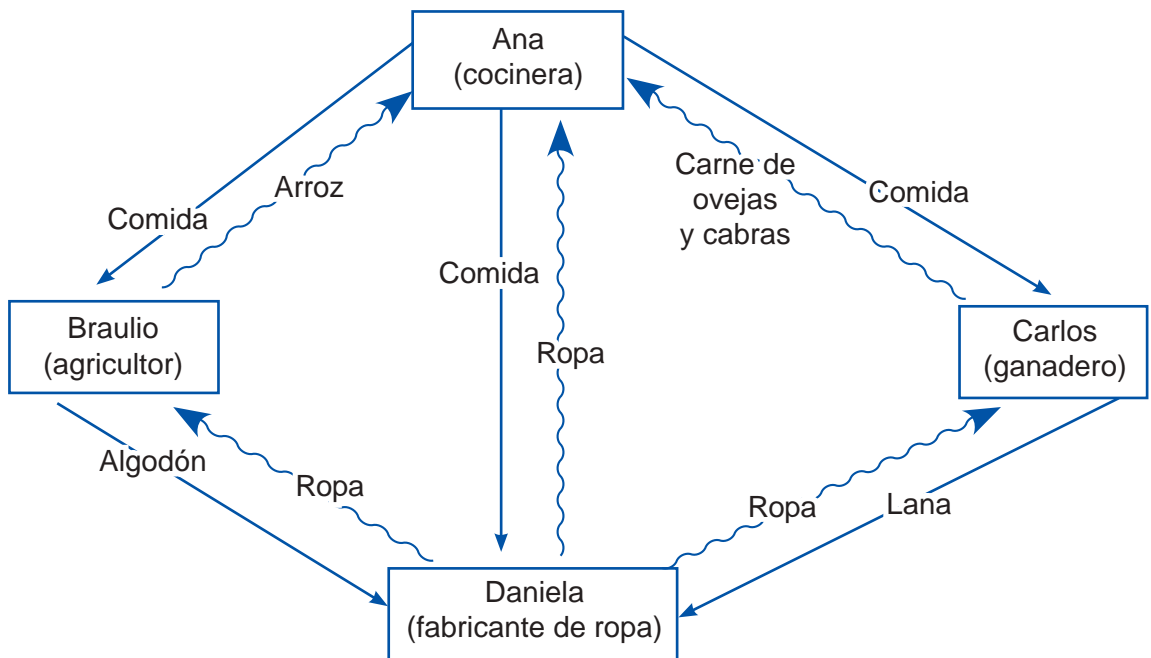 Ana
(cocinera)
Carne de
ovejas
y cabras
Arroz
Comida
Comida
Comida
Braulio
(agricultor)
Ropa
Carlos
(ganadero)
Algodón
Ropa
Ropa
Lana
Daniela
(fabricante de ropa)